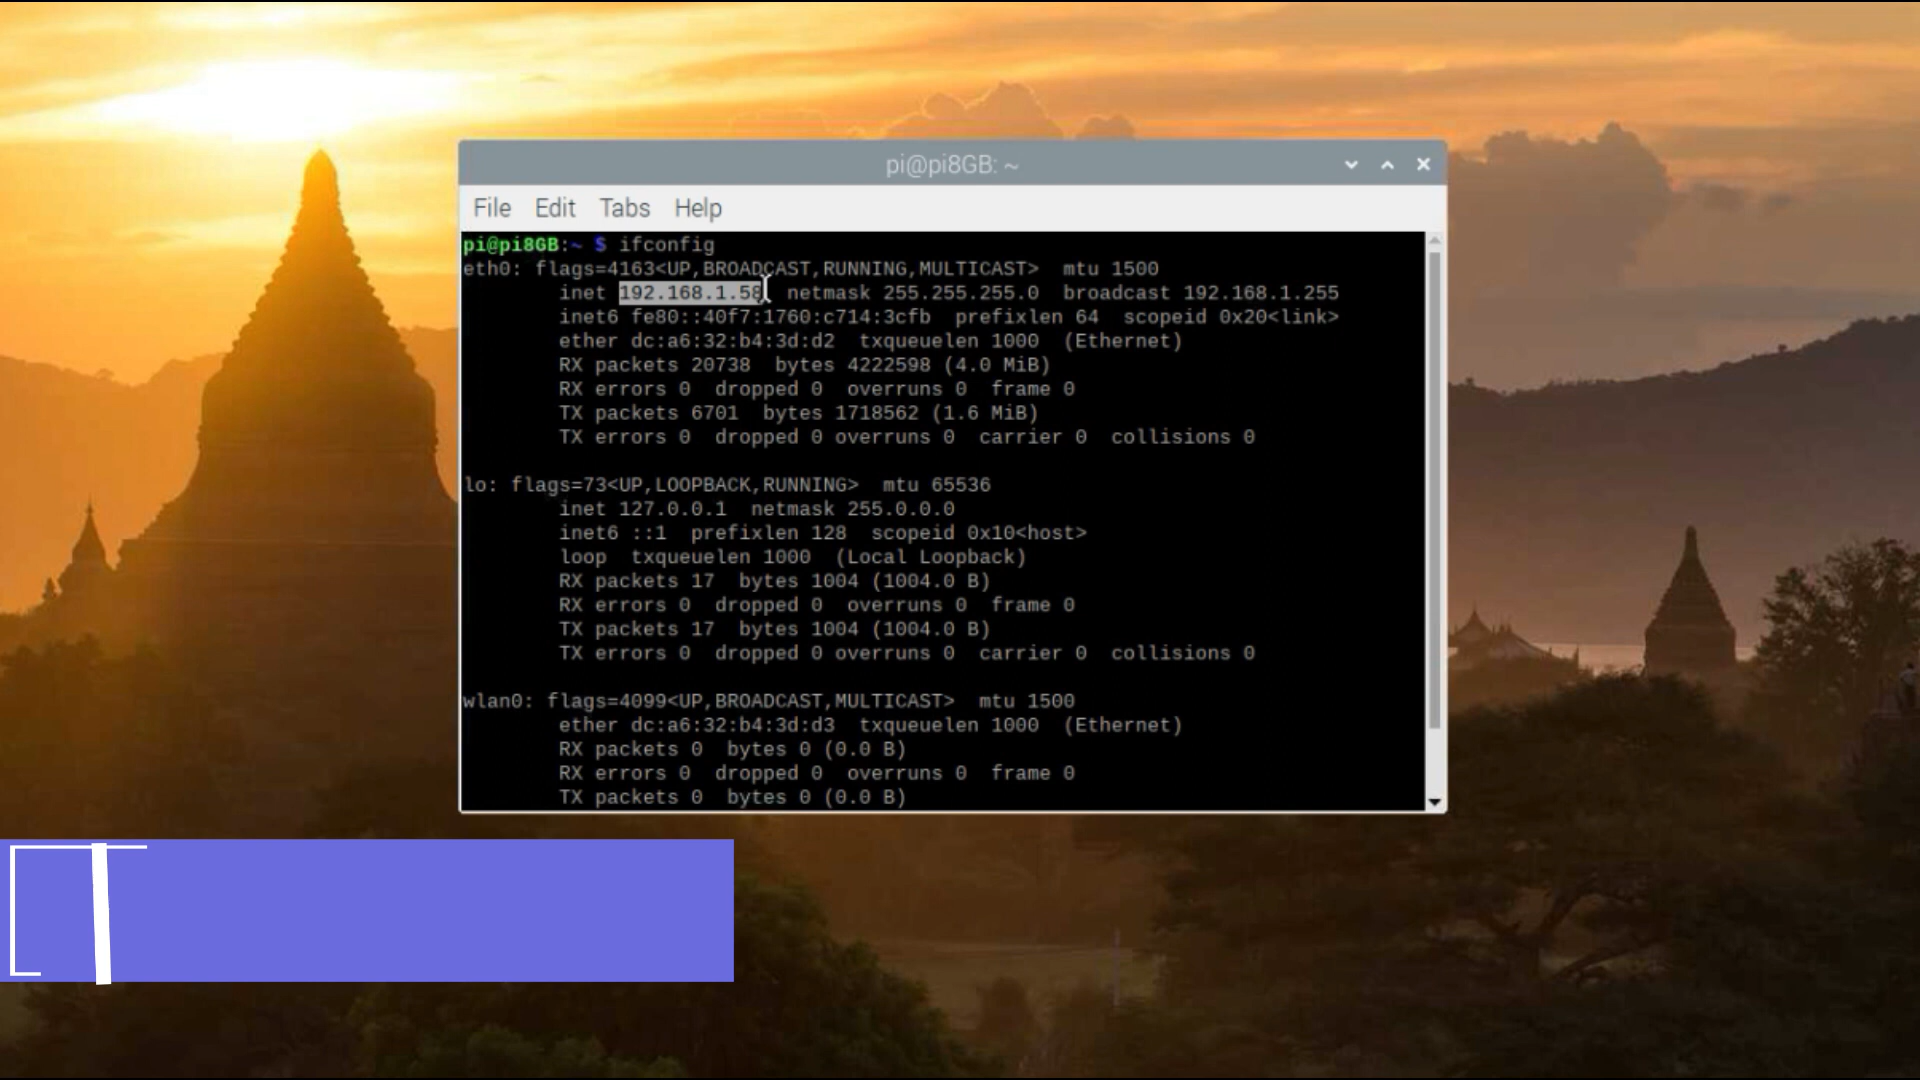 pi@pi8GB: ~
File Edit Tabs Help
pi@pi8GB:~ $ ifconfig
eth0: flags=4163<UP,BROADCAST,RUNNING,MULTICAST>  mtu 1500
        inet 192.168.1.58  netmask 255.255.255.0  broadcast 192.168.1.255
        inet6 fe80::40f7:1760:c714:3cfb  prefixlen 64  scopeid 0x20<link>
        ether dc:a6:32:b4:3d:d2  txqueuelen 1000  (Ethernet)
        RX packets 20738  bytes 4222598 (4.0 MiB)
        RX errors 0  dropped 0  overruns 0  frame 0
        TX packets 6701  bytes 1718562 (1.6 MiB)
        TX errors 0  dropped 0 overruns 0  carrier 0  collisions 0
lo: flags=73<UP,LOOPBACK,RUNNING>  mtu 65536
        inet 127.0.0.1  netmask 255.0.0.0
        inet6 ::1  prefixlen 128  scopeid 0x10<host>
        loop  txqueuelen 1000  (Local Loopback)
        RX packets 17  bytes 1004 (1004.0 B)
        RX errors 0  dropped 0  overruns 0  frame 0
        TX packets 17  bytes 1004 (1004.0 B)
        TX errors 0  dropped 0 overruns 0  carrier 0  collisions 0
wlan0: flags=4099<UP,BROADCAST,MULTICAST>  mtu 1500
        ether dc:a6:32:b4:3d:d3  txqueuelen 1000  (Ethernet)
        RX packets 0  bytes 0 (0.0 B)
        RX errors 0  dropped 0  overruns 0  frame 0
        TX packets 0  bytes 0 (0.0 B)